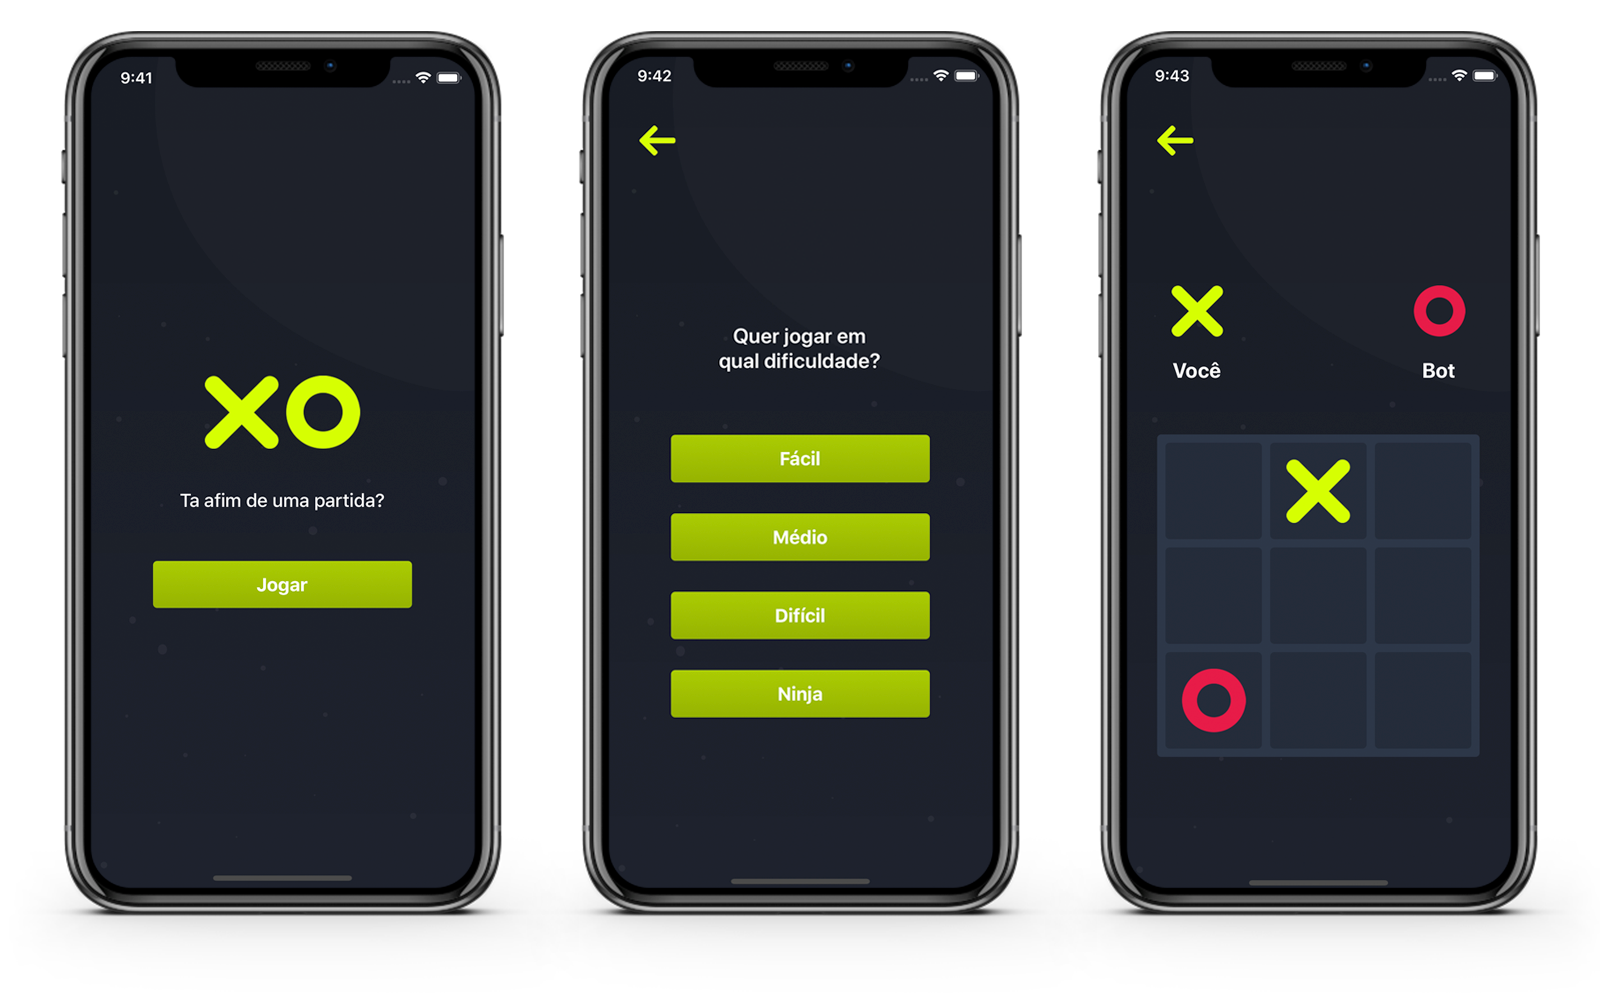 9:41
XO
Ta afim de uma partida?
Jogar
9:42
Quer jogar em
qual dificuldade?
Fácil
Médio
Difícil
Ninja
9:43
X O
Você Bot
X
O